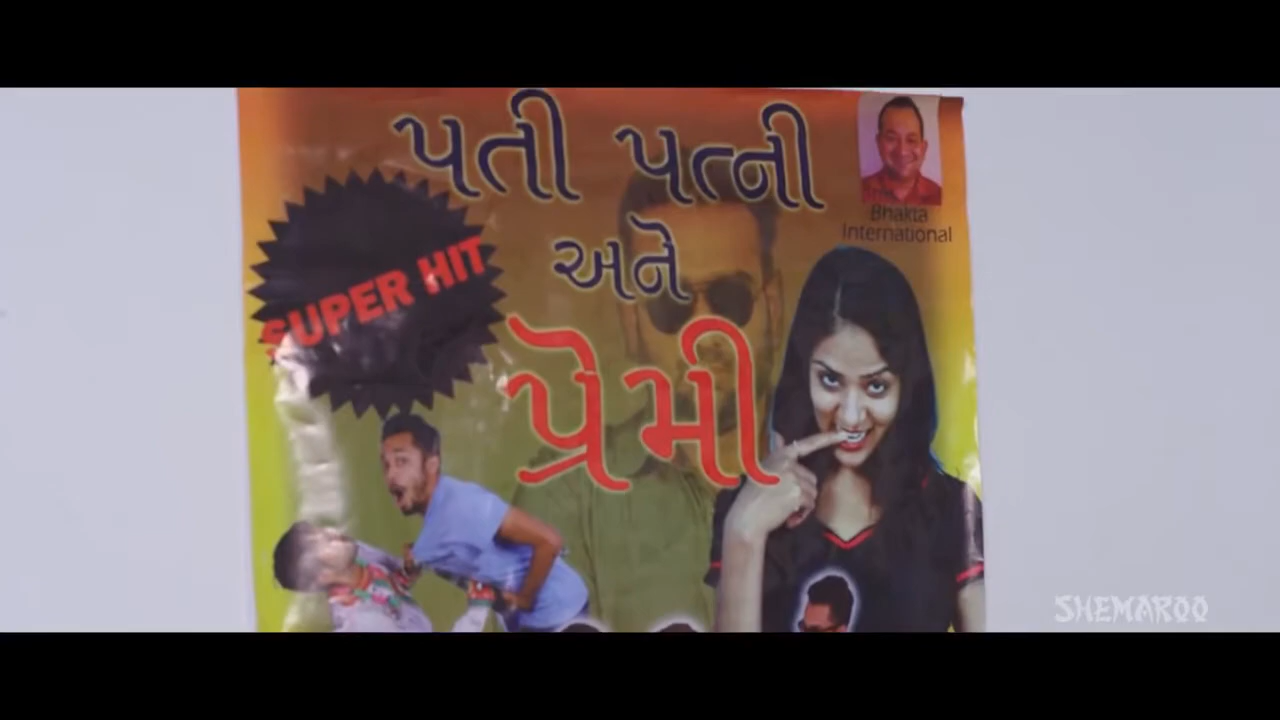 પતી પત્ની
અને
પ્રેમી
SUPER HIT
Bhakta
International
SHEMAROO